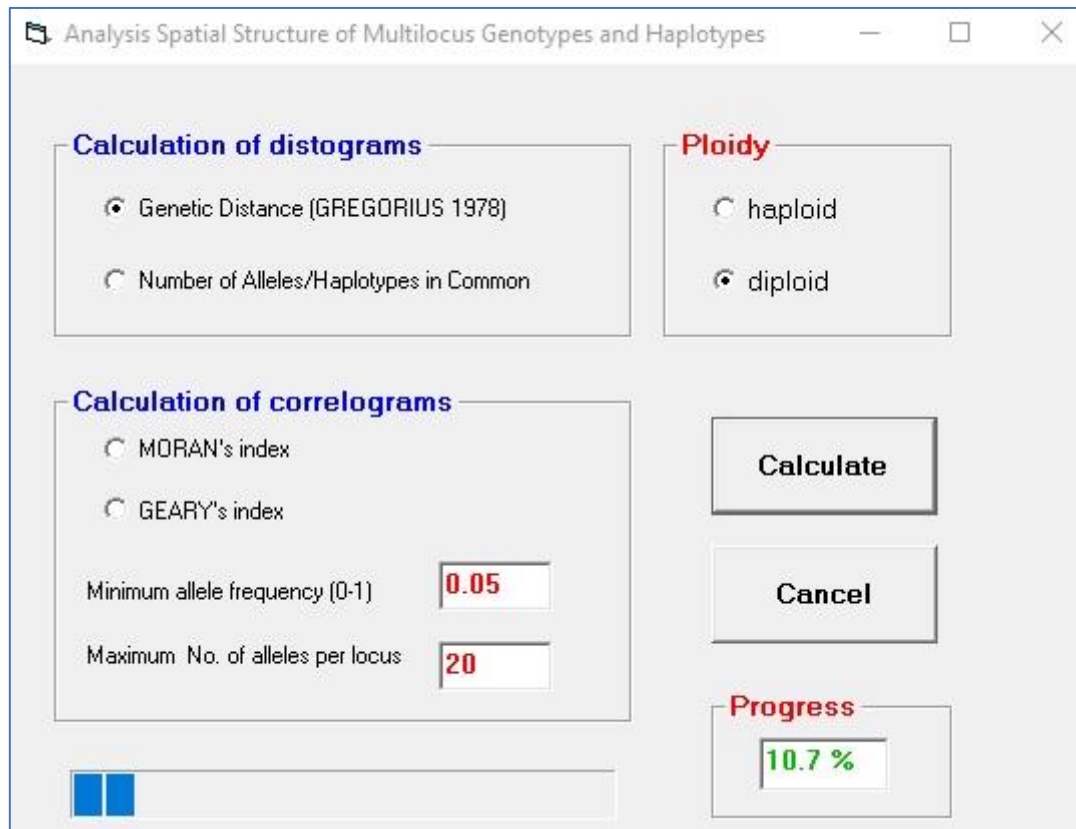 Analysis Spatial Structure of Multilocus Genotypes and Haplotypes
Calculation of distograms
Genetic Distance (GREGORIUS 1978)
Number of Alleles/Haplotypes in Common
Ploidy
haploid
diploid
Calculation of correlograms
MORAN's index
GEARY's index
Minimum allele frequency (0-1)
0.05
Maximum No. of alleles per locus
20
Calculate
Cancel
Progress
10.7 %